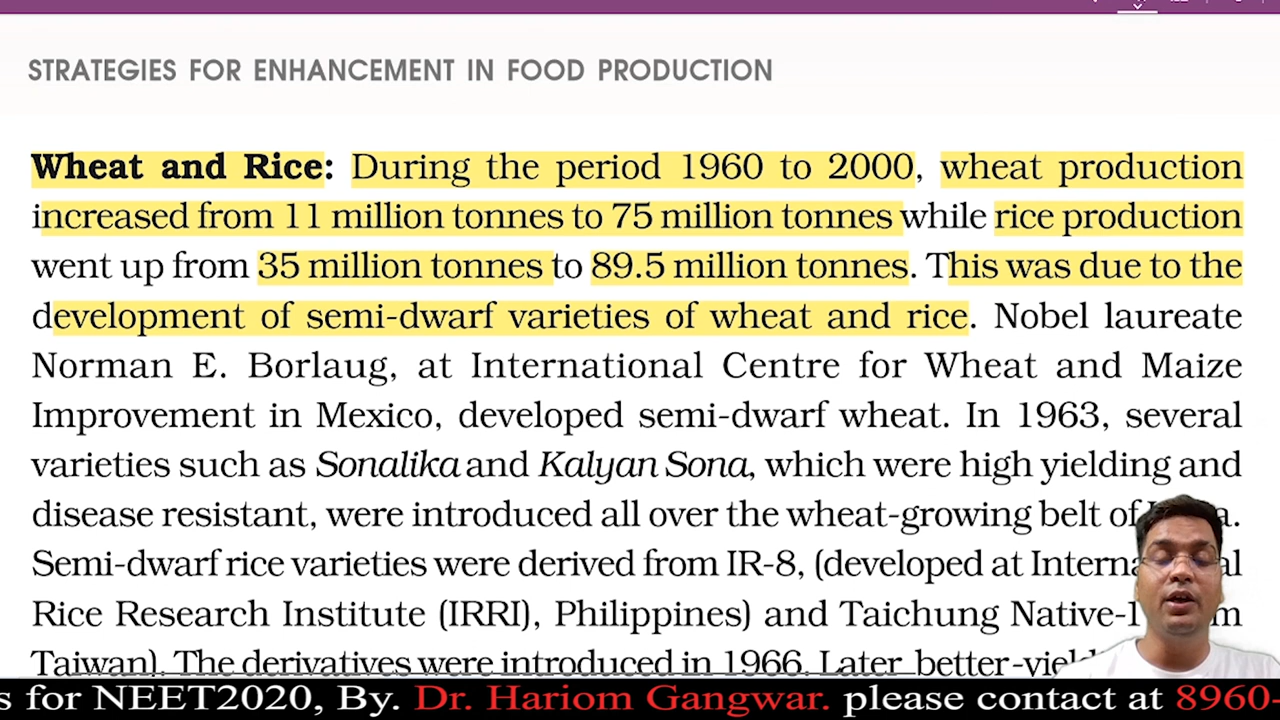 STRATEGIES FOR ENHANCEMENT IN FOOD PRODUCTION
Wheat and Rice: During the period 1960 to 2000, wheat production
increased from 11 million tonnes to 75 million tonnes while rice production
went up from 35 million tonnes to 89.5 million tonnes. This was due to the
development of semi-dwarf varieties of wheat and rice. Nobel laureate
Norman E. Borlaug, at International Centre for Wheat and Maize
Improvement in Mexico, developed semi-dwarf wheat. In 1963, several
varieties such as Sonalika and Kalyan Sona, which were high yielding and
disease resistant, were introduced all over the wheat-growing belt of
Semi-dwarf rice varieties were derived from IR-8, (developed at
Rice Research Institute (IRRI), Philippines) and Taichung
Taiwan). The derivatives were introduced in 1966. Later
s for NEET2020, By. Dr. Hariom Gangwar. please contact at 8960-